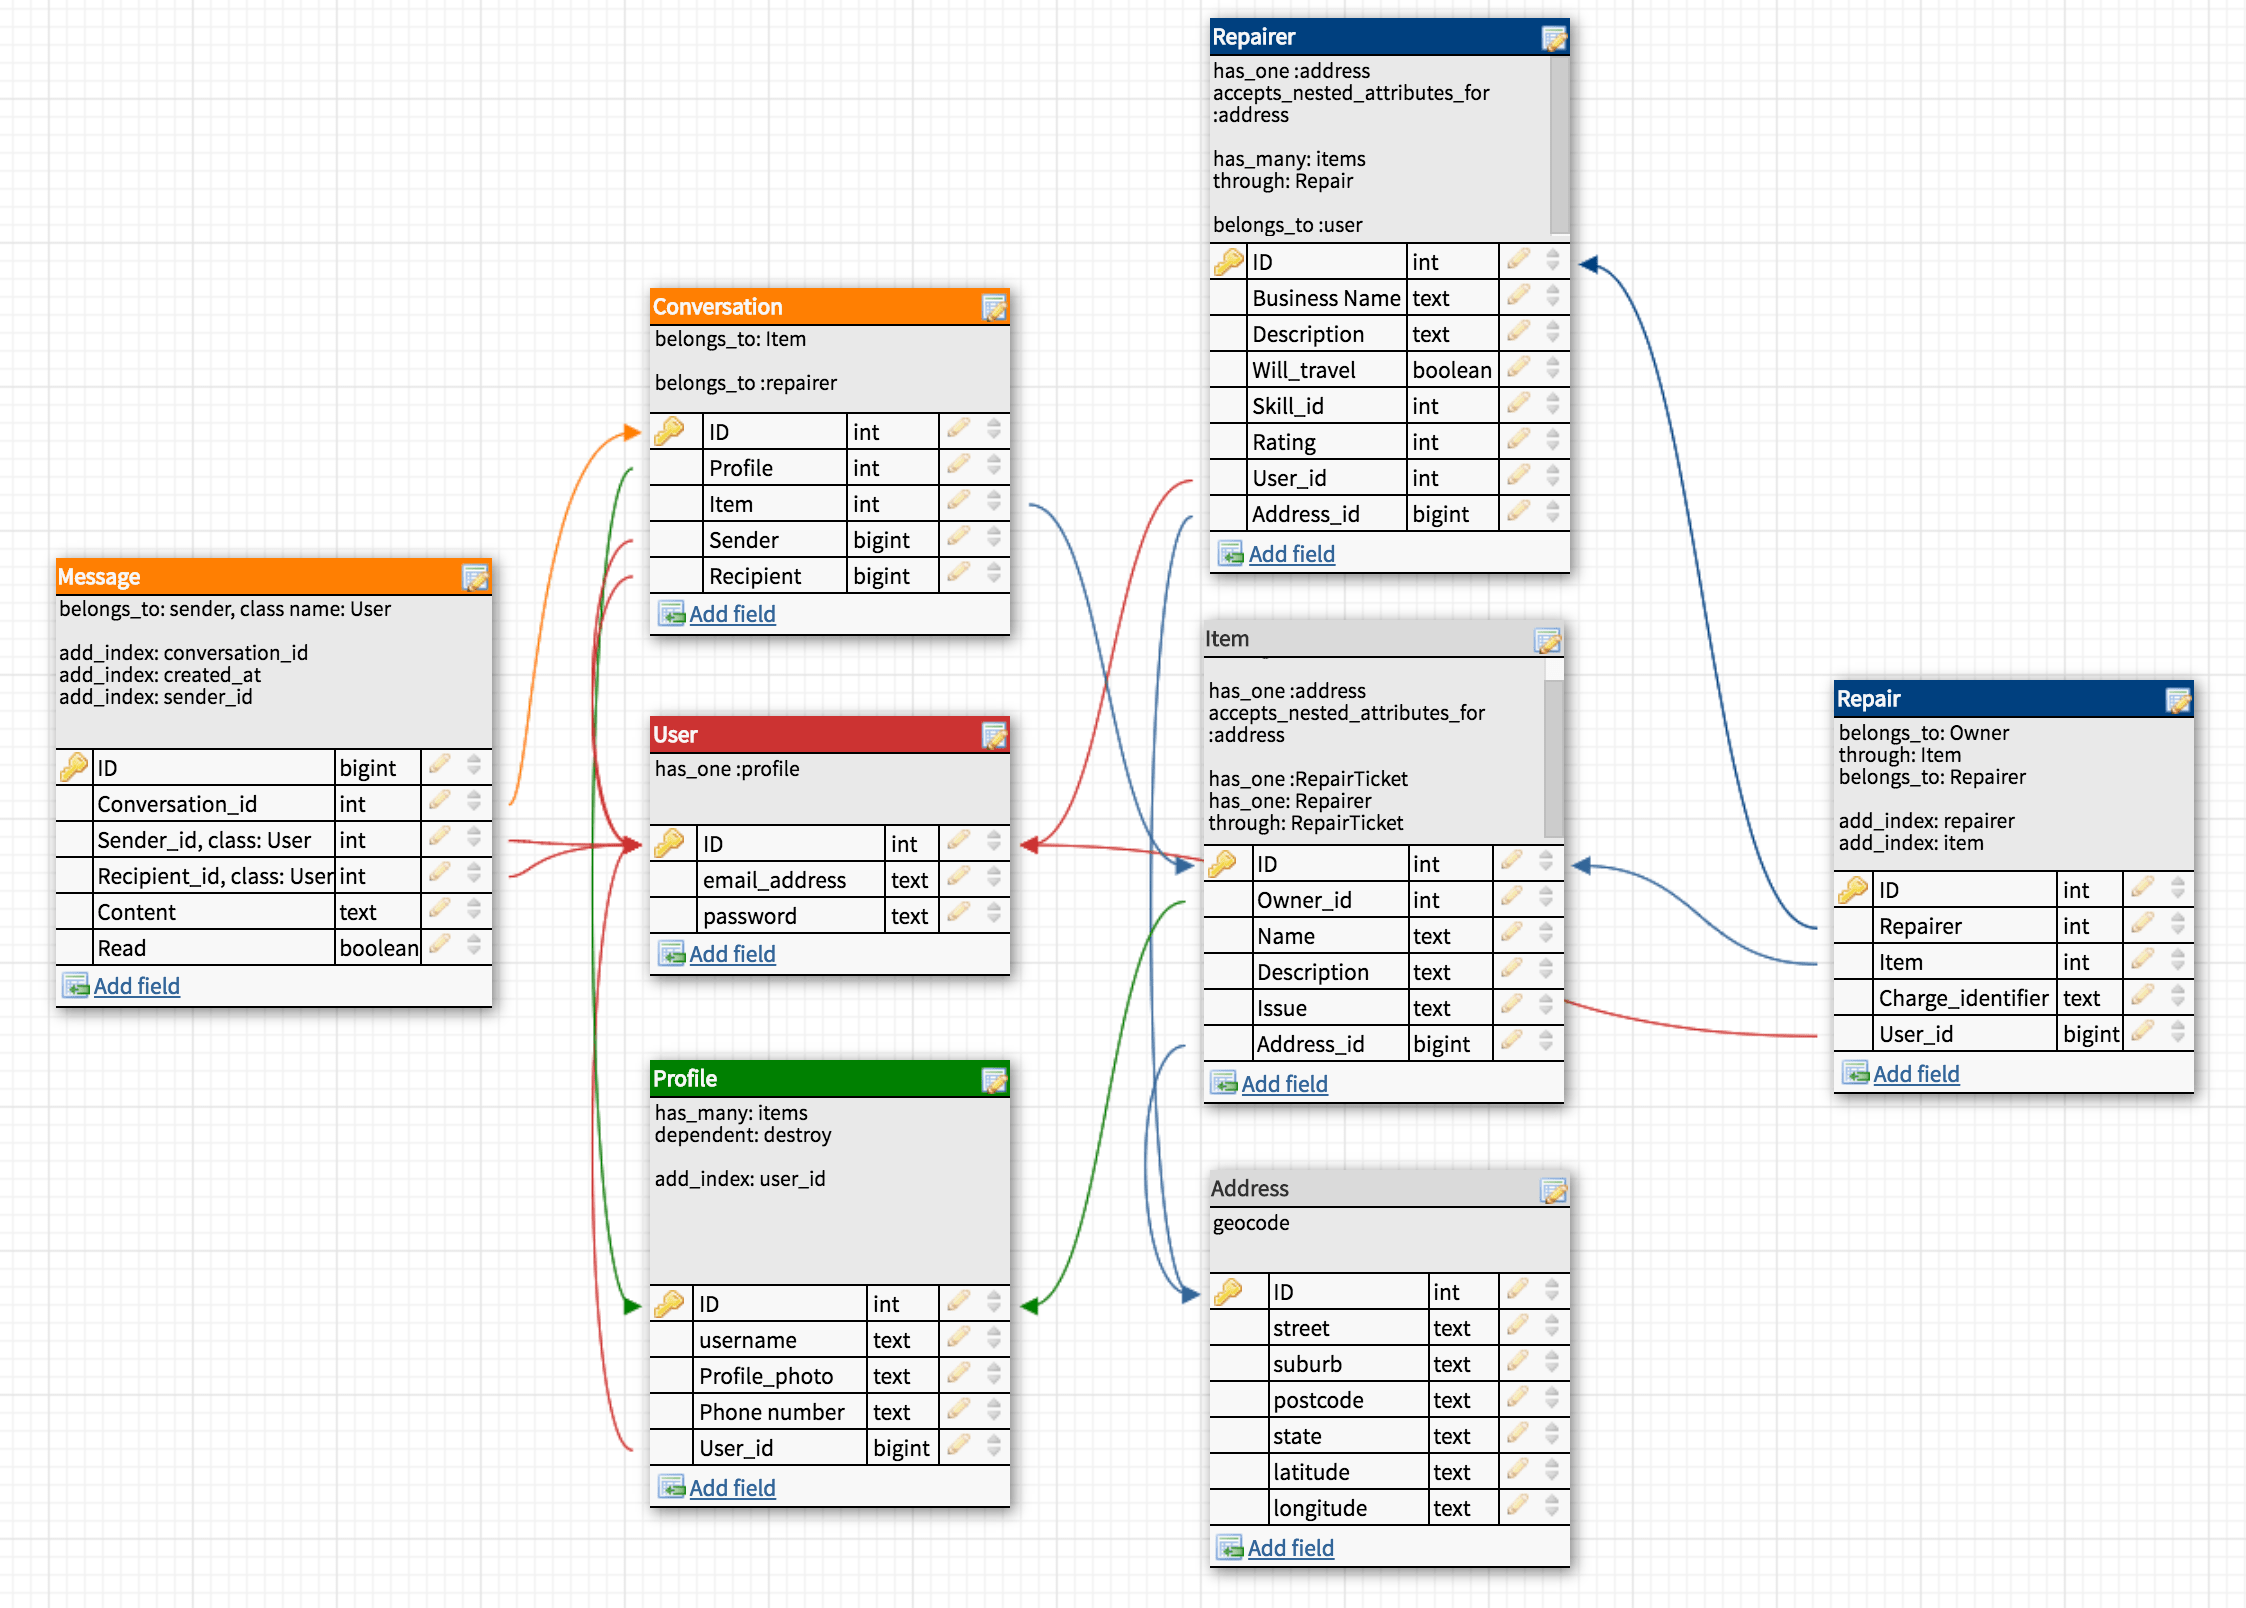 Repairer
has_one :address
accepts_nested_attributes_for
:address
has_many: items
through: Repair
belongs_to :user
ID int
Business Name text
Description text
Will_travel boolean
Skill_id int
Rating int
User_id int
Address_id bigint
Add field
Conversation
belongs_to: Item
belongs_to :repairer
ID int
Profile int
Item int
Sender bigint
Recipient bigint
Add field
Message
belongs_to: sender, class name: User
add_index: conversation_id
add_index: created_at
add_index: sender_id
ID bigint
Conversation_id int
Sender_id, class: User int
Recipient_id, class: User int
Content text
Read boolean
Add field
User
has_one :profile
ID int
email_address text
password text
Add field
Item
has_one :address
accepts_nested_attributes_for
:address
has_one :RepairTicket
has_one: Repairer
through: RepairTicket
ID int
Owner_id int
Name text
Description text
Issue text
Address_id bigint
Add field
Repair
belongs_to: Owner
through: Item
belongs_to: Repairer
add_index: repairer
add_index: item
ID int
Repairer int
Item int
Charge_identifier text
User_id bigint
Add field
Profile
has_many: items
dependent: destroy
add_index: user_id
ID int
username text
Profile_photo text
Phone number text
User_id bigint
Add field
Address
geocode
ID int
street text
suburb text
postcode text
state text
latitude text
longitude text
Add field